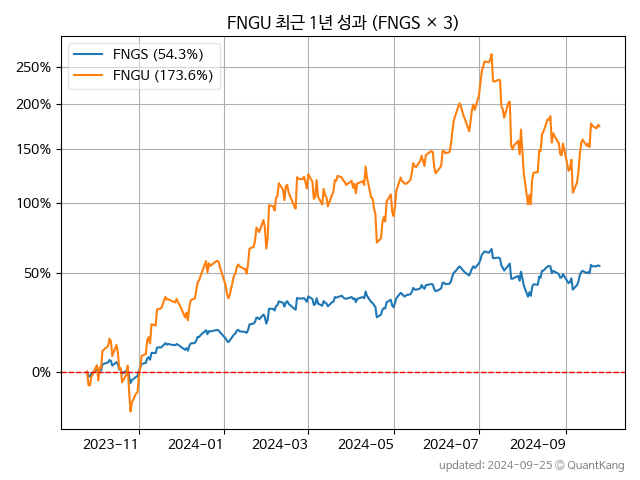 FNGU 최근 1년 성과 (FNGS × 3)
FNGS (54.3%)
FNGU (173.6%)
250%
200%
150%
100%
50%
0%
2023−11 2024−01 2024−03 2024−05 2024−07 2024−09
updated: 2024-09-25 © QuantKang